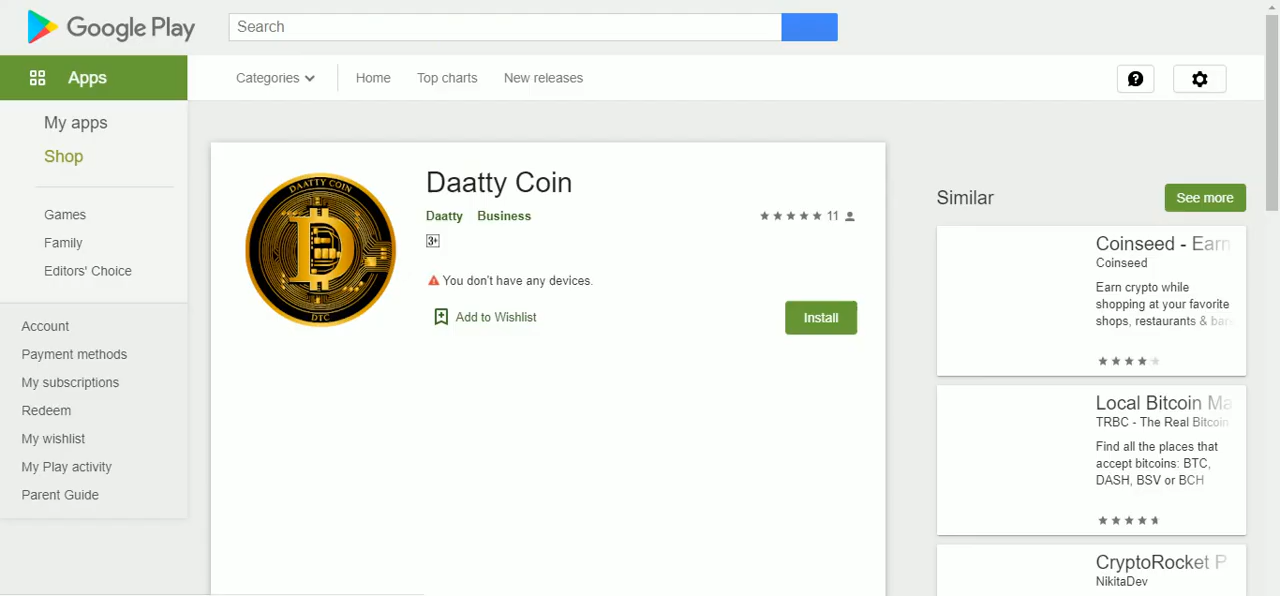 Google Play
Search
Apps
Categories
Home
Top charts
New releases
My apps
Shop
Games
Family
Editors' Choice
Account
Payment methods
My subscriptions
Redeem
My wishlist
My Play activity
Parent Guide
DAATTY COIN
DTC
Daatty Coin
Daatty Business
11
3+
You don't have any devices.
Add to Wishlist
Install
Similar
See more
Coinseed - Earn
Coinseed
Earn crypto while
shopping at your favorite
shops, restaurants &
Local Bitcoin Ma
TRBC - The Real Bitcoin
Find all the places that
accept bitcoins: BTC,
DASH, BSV or BCH
CryptoRocket P
NikitaDev